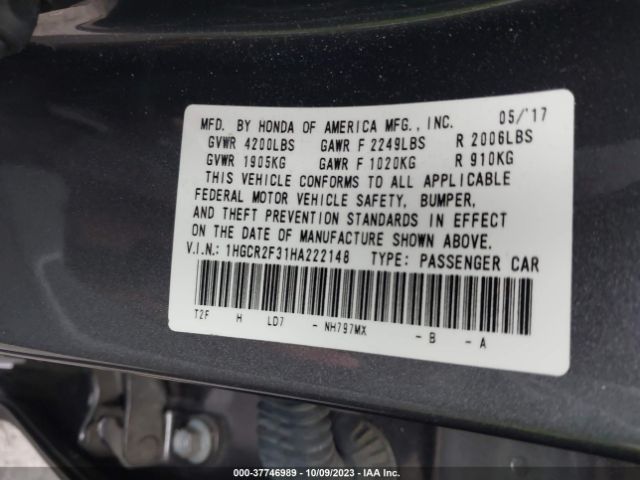 MFD. BY HONDA OF AMERICA MFG., INC. 05/'17
GVWR 4200LBS GAWR F 2249LBS R 2006LBS
GVWR 1905KG GAWR F 1020KG R 910KG
THIS VEHICLE CONFORMS TO ALL APPLICABLE
FEDERAL MOTOR VEHICLE SAFETY, BUMPER,
AND THEFT PREVENTION STANDARDS IN EFFECT
ON THE DATE OF MANUFACTURE SHOWN ABOVE.
V.I.N.: 1HGCR2F31HA222148 TYPE: PASSENGER CAR
T2F H LD7 - NH797MX - B - A
000-37746989 | 10/09/2023 | IAA Inc.